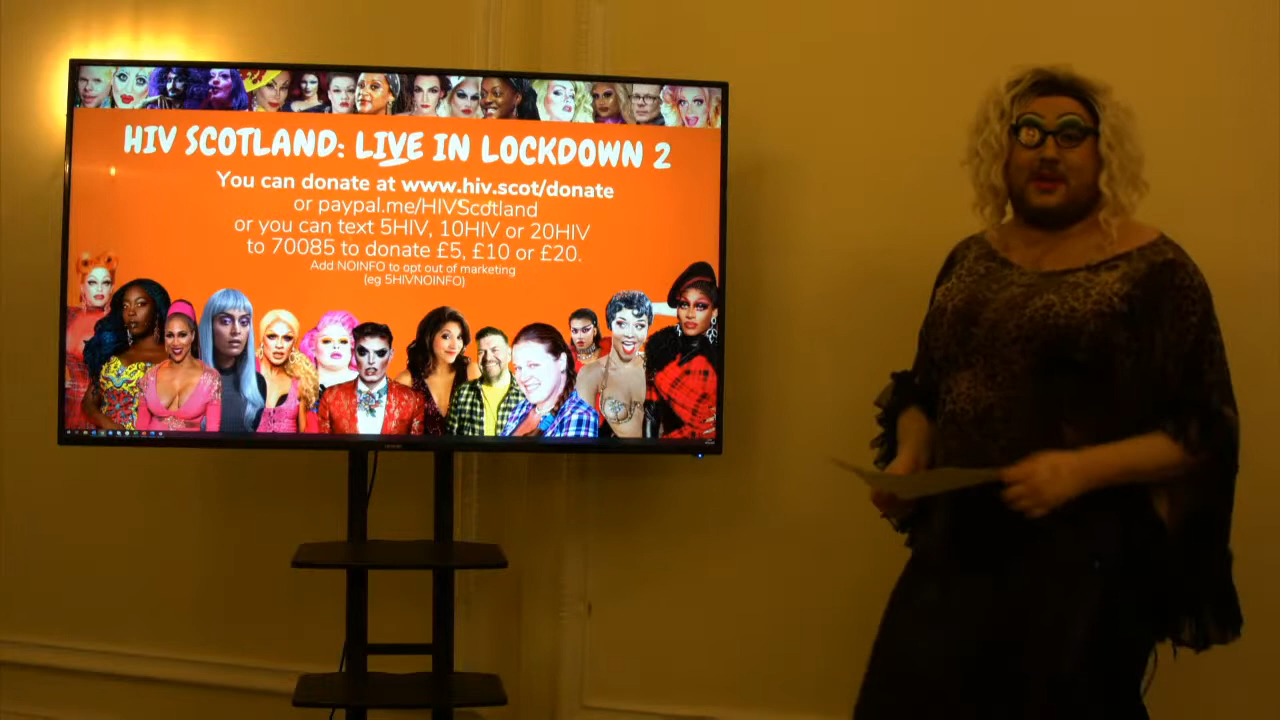 HIV SCOTLAND: LIVE IN LOCKDOWN 2
You can donate at www.hiv.scot/donate
or paypal.me/HIVScotland
or you can text 5HIV, 10HIV or 20HIV
to 70085 to donate £5, £10 or £20.
Add NOINFO to opt out of marketing
(eg 5HIVNOINFO)